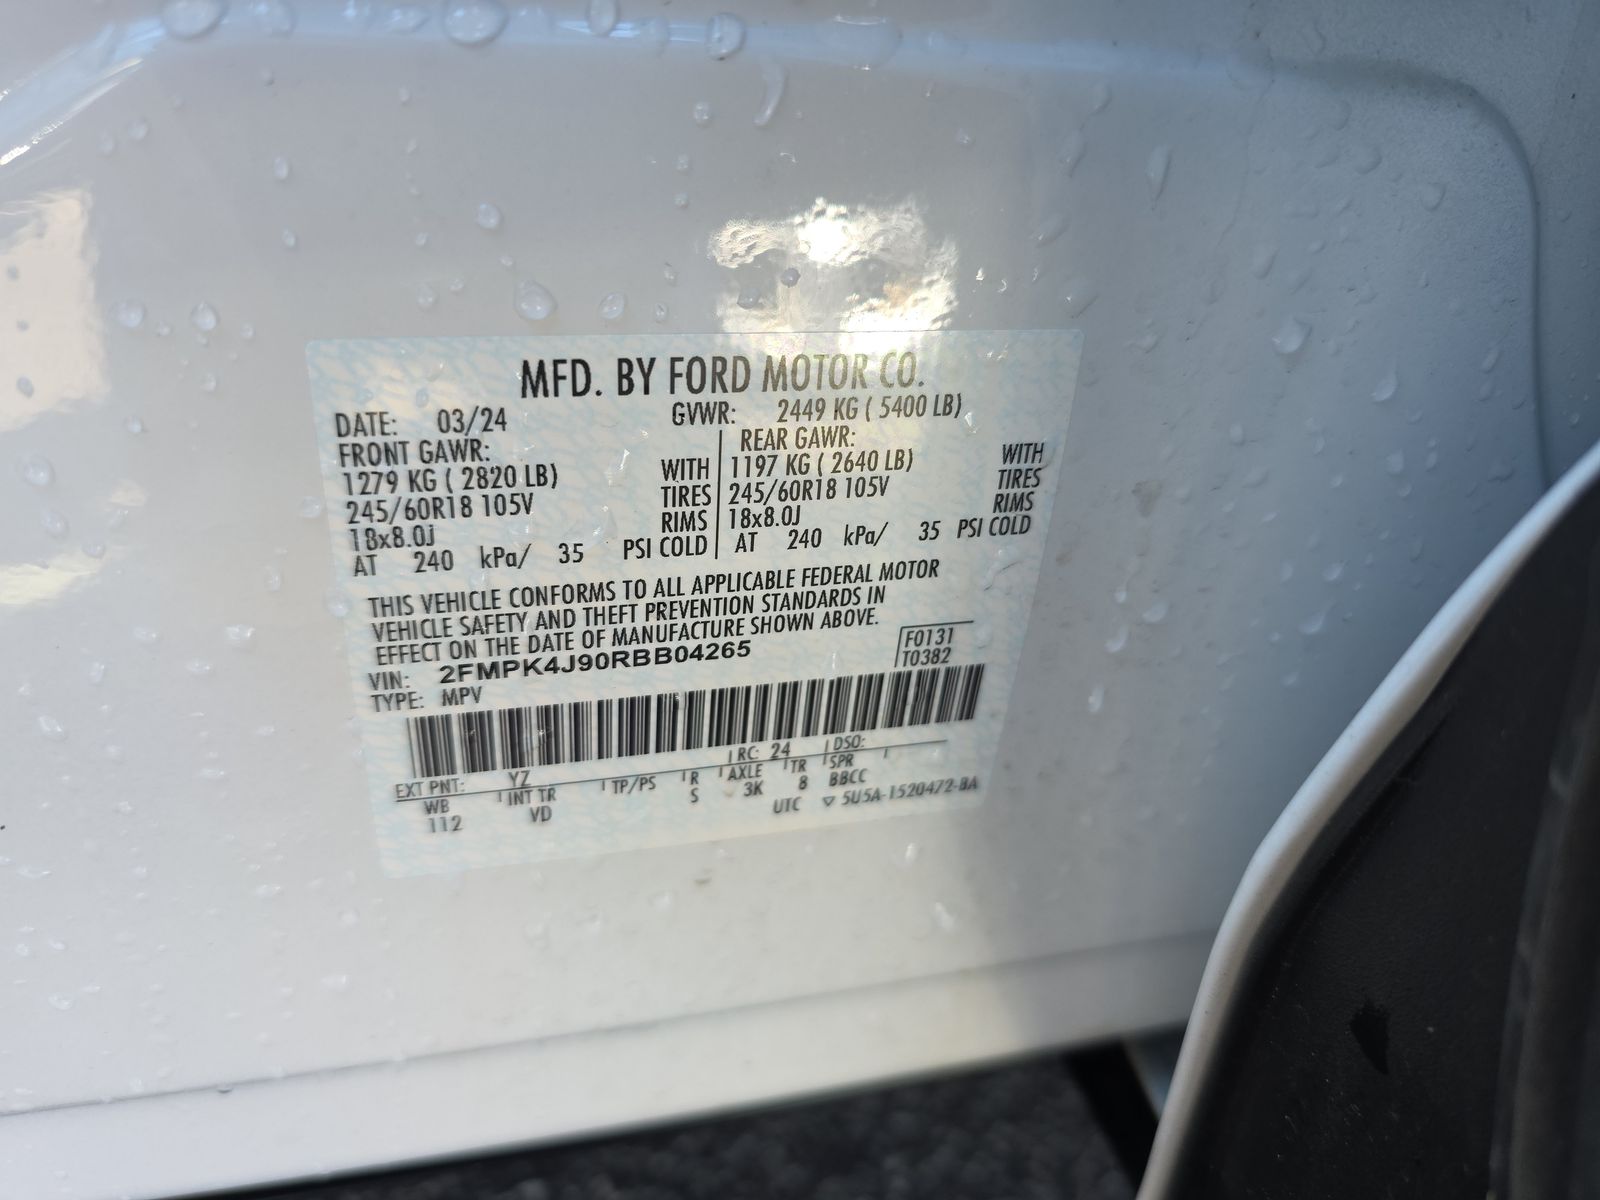 MFD. BY FORD MOTOR CO.
DATE: 03/24 GVWR: 2449 KG ( 5400 LB)
FRONT GAWR: REAR GAWR:
1279 KG ( 2820 LB) WITH 1197 KG ( 2640 LB) WITH
245/60R18 105V TIRES 245/60R18 105V TIRES
18x8.0J RIMS 18x8.0J RIMS
AT 240 kPa/ 35 PSI COLD AT 240 kPa/ 35 PSI COLD
THIS VEHICLE CONFORMS TO ALL APPLICABLE FEDERAL MOTOR
VEHICLE SAFETY AND THEFT PREVENTION STANDARDS IN
EFFECT ON THE DATE OF MANUFACTURE SHOWN ABOVE.
VIN: 2FMPK4J90RBB04265 F0131
TYPE: MPV T0382
EXT PNT: YZ RC: 24 DSO:
WB INT TR TP/PS R AXLE TR SPR
112 VD S 3K 8 BBCC
UTC ▽ 5U5A-1520472-BA